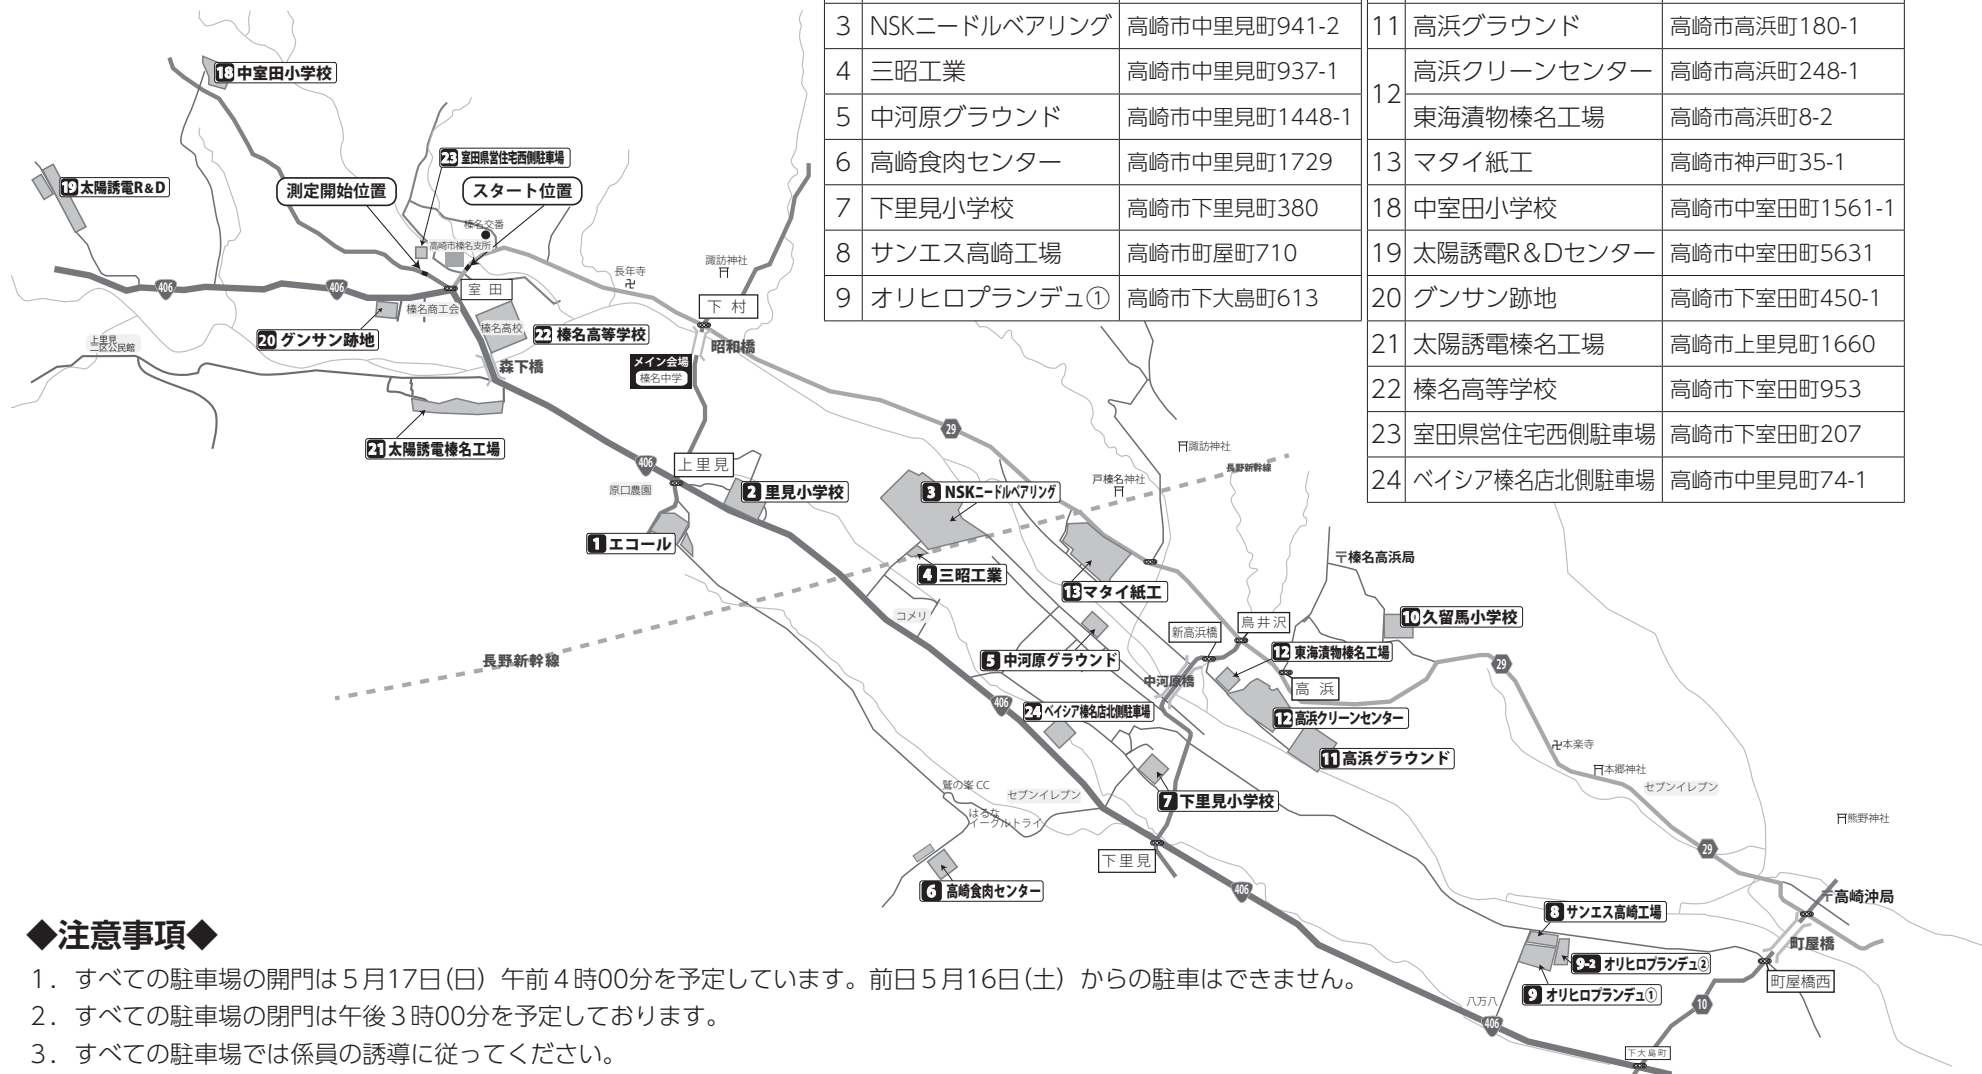 3 NSKニードルベアリング 高崎市中里見町941-2
4 三昭工業 高崎市中里見町937-1
5 中河原グラウンド 高崎市中里見町1448-1
6 高崎食肉センター 高崎市中里見町1729
7 下里見小学校 高崎市下里見町380
8 サンエス高崎工場 高崎市町屋町710
9 オリヒロプランデュ① 高崎市下大島町613
11 高浜グラウンド 高崎市高浜町180-1
12 高浜クリーンセンター 高崎市高浜町248-1
東海漬物榛名工場 高崎市高浜町8-2
13 マタイ紙工 高崎市神戸町35-1
18 中室田小学校 高崎市中室田町1561-1
19 太陽誘電R&Dセンター 高崎市中室田町5631
20 グンサン跡地 高崎市下室田町450-1
21 太陽誘電榛名工場 高崎市上里見町1660
22 榛名高等学校 高崎市下室田町953
23 室田県営住宅西側駐車場 高崎市下室田町207
24 ベイシア榛名店北側駐車場 高崎市中里見町74-1
18 中室田小学校
23 室田県営住宅西側駐車場
19 太陽誘電R&D
測定開始位置
スタート位置
榛名交番
高崎市榛名支所
長年寺
諏訪神社
406
406
室田
下村
榛名商工会
榛名高校
20 グンサン跡地
22 榛名高等学校
上里見
二区公民館
昭和橋
メイン会場
榛名中学
森下橋
21 太陽誘電榛名工場
29
諏訪神社
長野新幹線
406
上里見
原口農園
2 里見小学校
3 NSKニードルベアリング
戸榛名神社
1 エコール
4 三昭工業
13 マタイ紙工
〒榛名高浜局
コメリ
新高浜橋
鳥井沢
10 久留馬小学校
長野新幹線
5 中河原グラウンド
12 東海漬物榛名工場
29
中河原橋
高浜
406
24 ベイシア榛名店北側駐車場
12 高浜クリーンセンター
11 高浜グラウンド
本楽寺
本郷神社
セブンイレブン
鷲の峯 CC
セブンイレブン
はるな
イーグルトライ
7 下里見小学校
熊野神社
29
下里見
6 高崎食肉センター
406
〒高崎沖局
8 サンエス高崎工場
町屋橋
9-2 オリヒロプランデュ②
9 オリヒロプランデュ①
町屋橋西
八万八
10
406
下大島町
◆注意事項◆
1．すべての駐車場の開門は５月17日(日) 午前４時00分を予定しています。前日５月16日(土) からの駐車はできません。
2．すべての駐車場の閉門は午後３時00分を予定しております。
3．すべての駐車場では係員の誘導に従ってください。